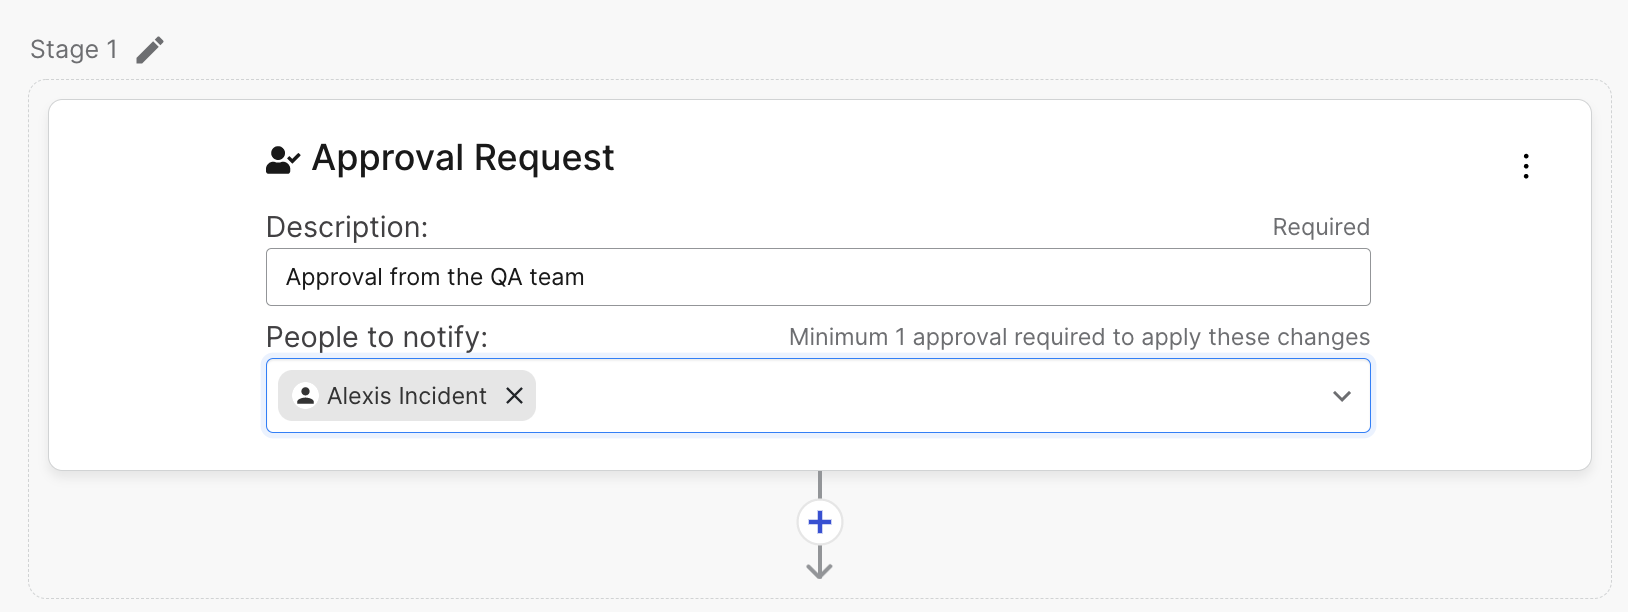 Stage 1
Approval Request
Description:
Required
Approval from the QA team
People to notify:
Minimum 1 approval required to apply these changes
Alexis Incident